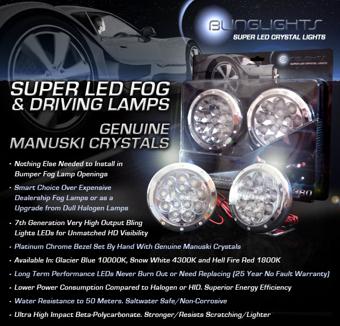 BLINGLIGHTS
SUPER LED CRYSTAL LIGHTS
SUPER LED FOG
& DRIVING LAMPS
GENUINE
MANUSKI CRYSTALS
• Nothing Else Needed to Install in
Bumper Fog Lamp Openings
• Smart Choice Over Expensive
Dealership Fog Lamps or as a
Upgrade from Dull Halogen Lamps
• 7th Generation Very High Output Bling
Lights LEDs for Unmatched HD Visibility
• Platinum Chrome Bezel Set By Hand With Genuine Manuski Crystals
• Available In: Glacier Blue 10000K, Snow White 4300K and Hell Fire Red 1800K
• Long Term Performance LEDs Never Burn Out or Need Replacing (25 Year No Fault Warranty)
• Lower Power Consumption Compared to Halogen or HID. Superior Energy Efficiency
• Water Resistance to 50 Meters. Saltwater Safe/Non-Corrosive
• Ultra High Impact Beta-Polycarbonate. Stronger/Resists Scratching/Lighter